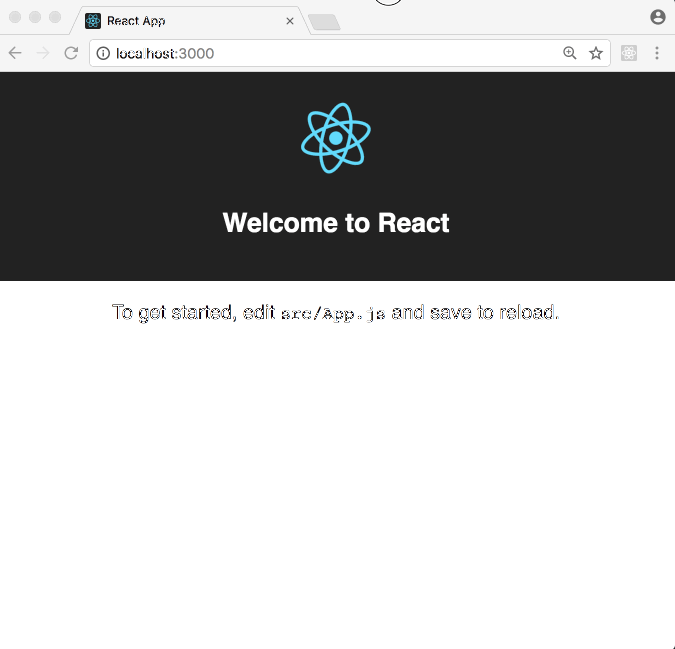 React App
localhost:3000
Welcome to React
To get started, edit src/App.js and save to reload.